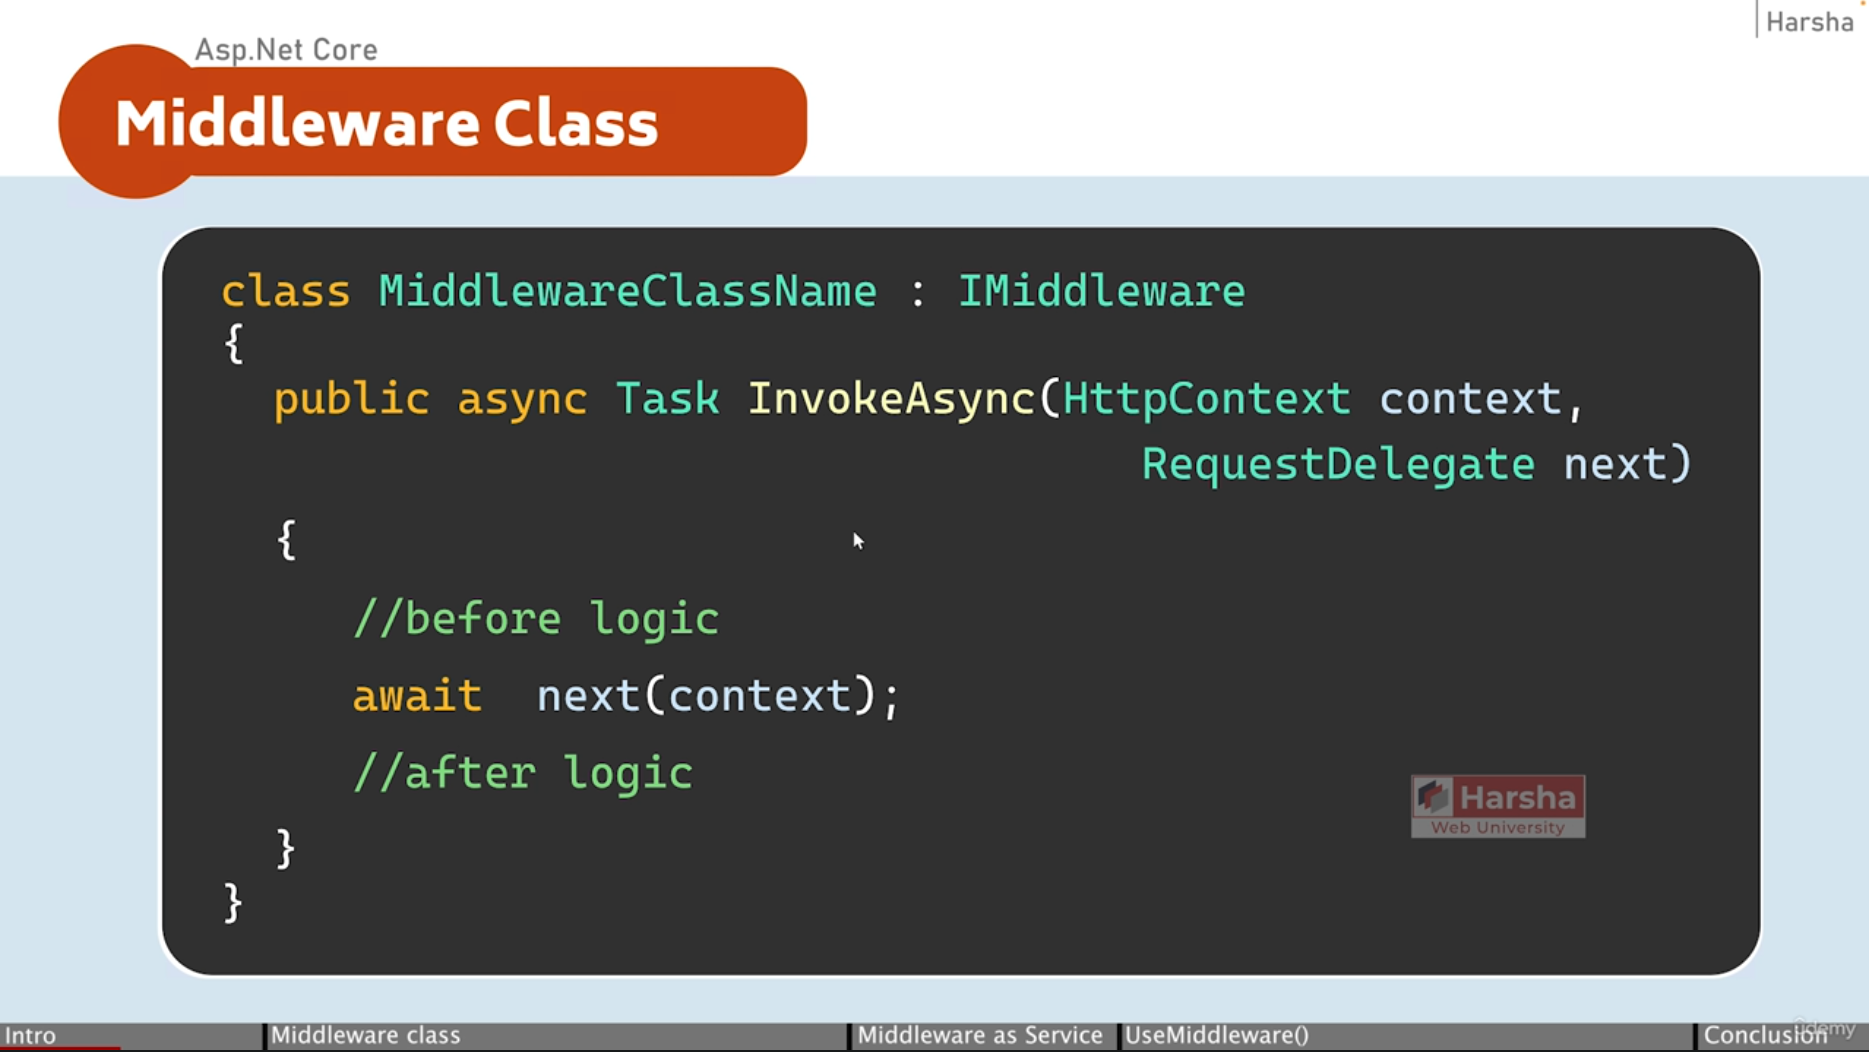 Harsha
Asp.Net Core
Middleware Class
class MiddlewareClassName : IMiddleware
{
public async Task InvokeAsync(HttpContext context,
RequestDelegate next)
{
//before logic
await next(context);
//after logic
}
}
Harsha
Web University
Intro
Middleware class
Middleware as Service
UseMiddleware()
Conclusion
ûdemy